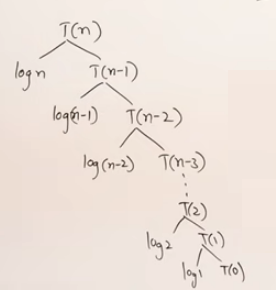 T(n)
log n T(n-1)
log(n-1) T(n-2)
log(n-2) T(n-3)
T(2)
log 2 T(1)
log 1 T(0)